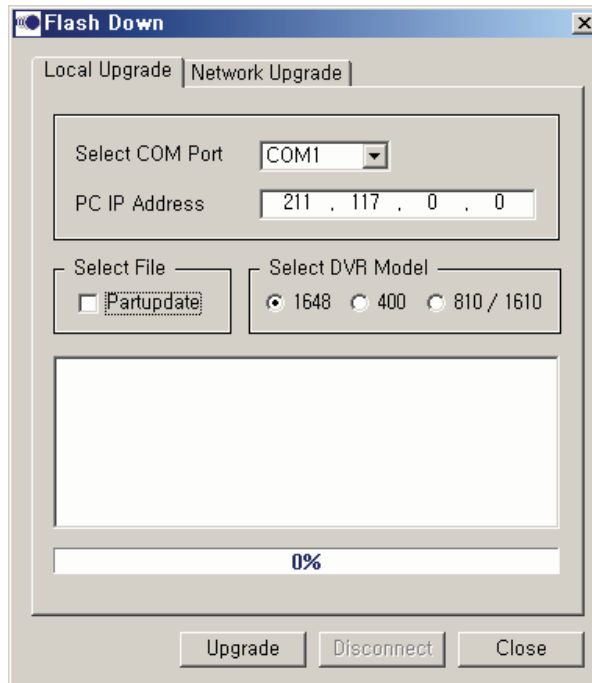 Flash Down
Local Upgrade Network Upgrade
Select COM Port COM1
PC IP Address 211 . 117 . 0 . 0
Select File Select DVR Model
Partupdate 1648 400 810 / 1610
0%
Upgrade Disconnect Close